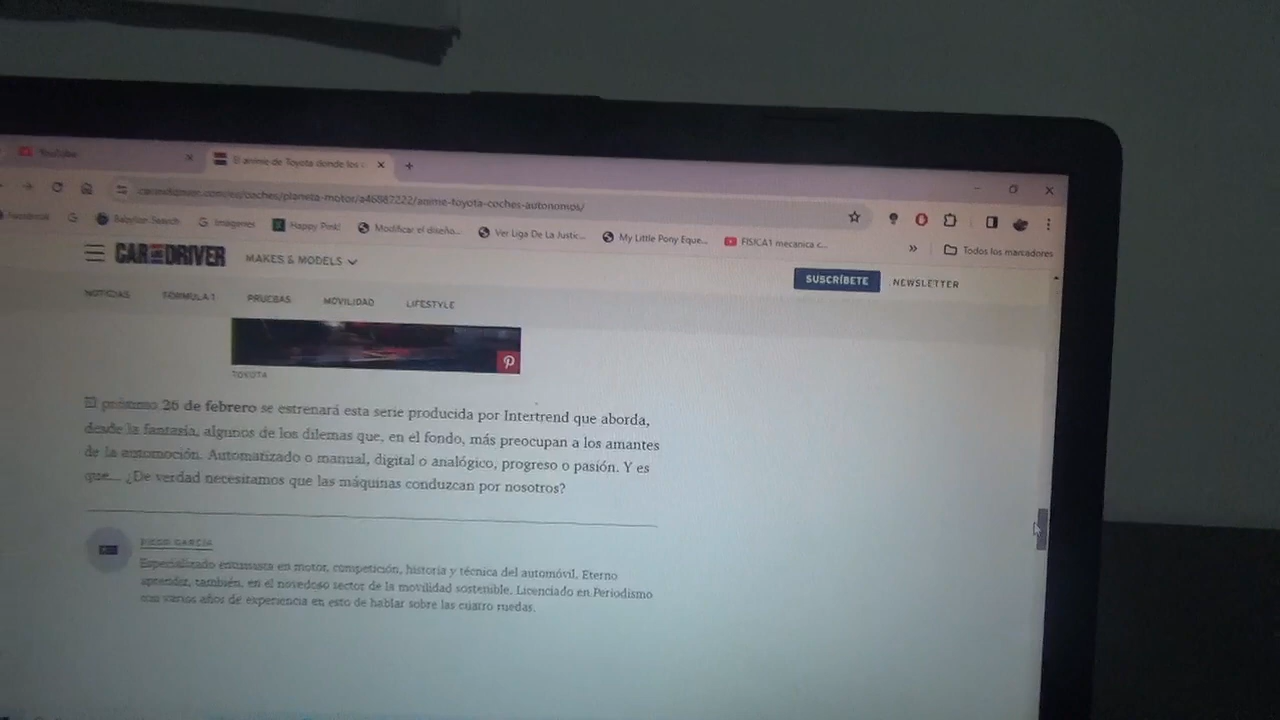 YouTube
El anime de Toyota donde los c
caranddriver.com/es/coches/planeta-motor/a46887222/anime-toyota-coches-autonomos/
Facebook Babylon Search Imágenes Happy Pink! Modificar el diseño... Ver Liga De La Justic... My Little Pony Eque... FISICA1 mecanica c... » Todos los marcadores
CAR AND DRIVER MAKES & MODELS SUSCRÍBETE NEWSLETTER
NOTICIAS FÓRMULA 1 PRUEBAS MOVILIDAD LIFESTYLE
TOYOTA
El próximo 26 de febrero se estrenará esta serie producida por Intertrend que aborda,
desde la fantasía, algunos de los dilemas que, en el fondo, más preocupan a los amantes
de la automoción. Automatizado o manual, digital o analógico, progreso o pasión. Y es
que... ¿De verdad necesitamos que las máquinas conduzcan por nosotros?
DIEGO GARCÍA
Especializado entusiasta en motor, competición, historia y técnica del automóvil. Eterno
aprendiz, también, en el novedoso sector de la movilidad sostenible. Licenciado en Periodismo
con varios años de experiencia en esto de hablar sobre las cuatro ruedas.